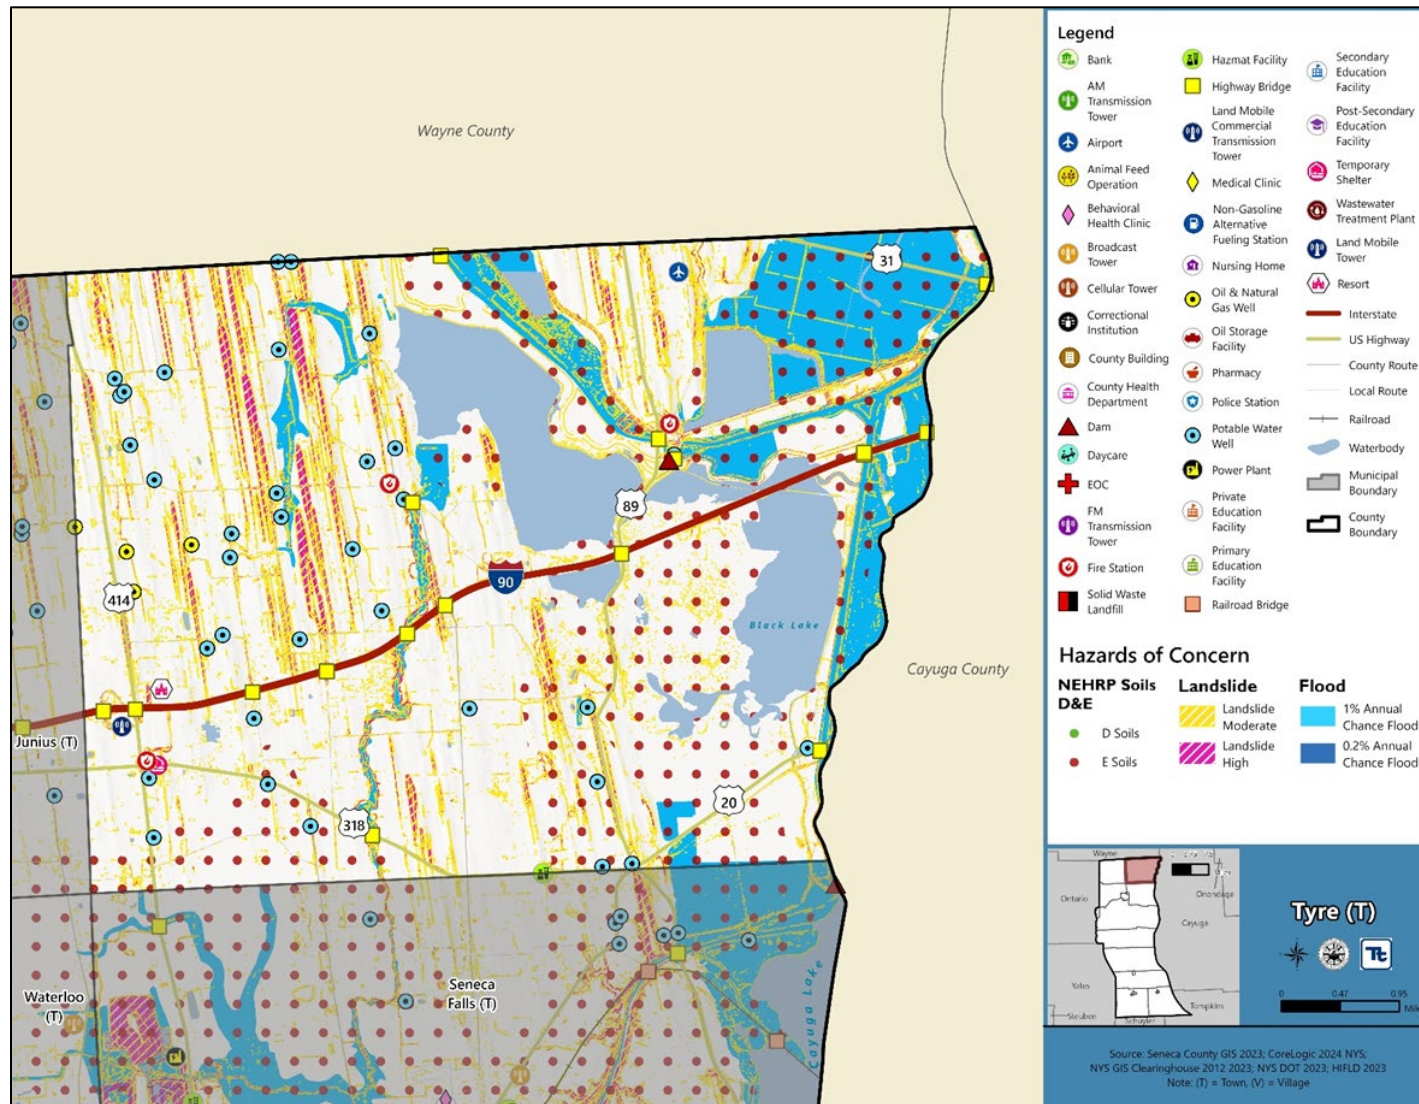 Wayne County
31
89
90
414
Black Lake
Cayuga County
Junius (T)
20
318
Waterloo
(T)
Seneca
Falls (T)
Cayuga Lake
Legend
Bank
AM
Transmission
Tower
Airport
Animal Feed
Operation
Behavioral
Health Clinic
Broadcast
Tower
Cellular Tower
Correctional
Institution
County Building
County Health
Department
Dam
Daycare
EOC
FM
Transmission
Tower
Fire Station
Solid Waste
Landfill
Hazmat Facility
Highway Bridge
Land Mobile
Commercial
Transmission
Tower
Medical Clinic
Non-Gasoline
Alternative
Fueling Station
Nursing Home
Oil & Natural
Gas Well
Oil Storage
Facility
Pharmacy
Police Station
Potable Water
Well
Power Plant
Private
Education
Facility
Primary
Education
Facility
Railroad Bridge
Secondary
Education
Facility
Post-Secondary
Education
Facility
Temporary
Shelter
Wastewater
Treatment Plant
Land Mobile
Tower
Resort
Interstate
US Highway
County Route
Local Route
Railroad
Waterbody
Municipal
Boundary
County
Boundary
Hazards of Concern
NEHRP Soils
D&E
D Soils
E Soils
Landslide
Landslide
Moderate
Landslide
High
Flood
1% Annual
Chance Flood
0.2% Annual
Chance Flood
Wayne
Ontario
Onondaga
Cayuga
Yates
Steuben
Schuyler
Tompkins
Tyre (T)
Tt
0 0.47 0.95
Source: Seneca County GIS 2023; CoreLogic 2024 NYS;
NYS GIS Clearinghouse 2012 2023; NYS DOT 2023; HIFLD 2023
Note: (T) = Town, (V) = Village